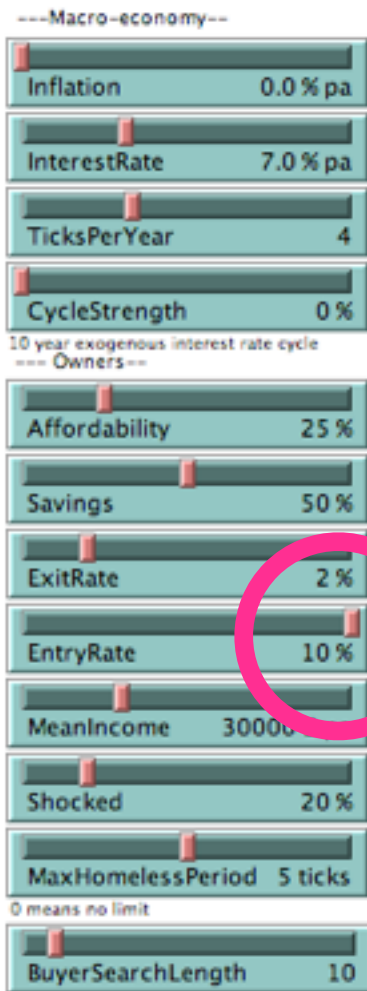 ---Macro-economy--
Inflation 0.0 % pa
InterestRate 7.0 % pa
TicksPerYear 4
CycleStrength 0 %
10 year exogenous interest rate cycle
--- Owners--
Affordability 25 %
Savings 50 %
ExitRate 2 %
EntryRate 10 %
MeanIncome 30000
Shocked 20 %
MaxHomelessPeriod 5 ticks
0 means no limit
BuyerSearchLength 10